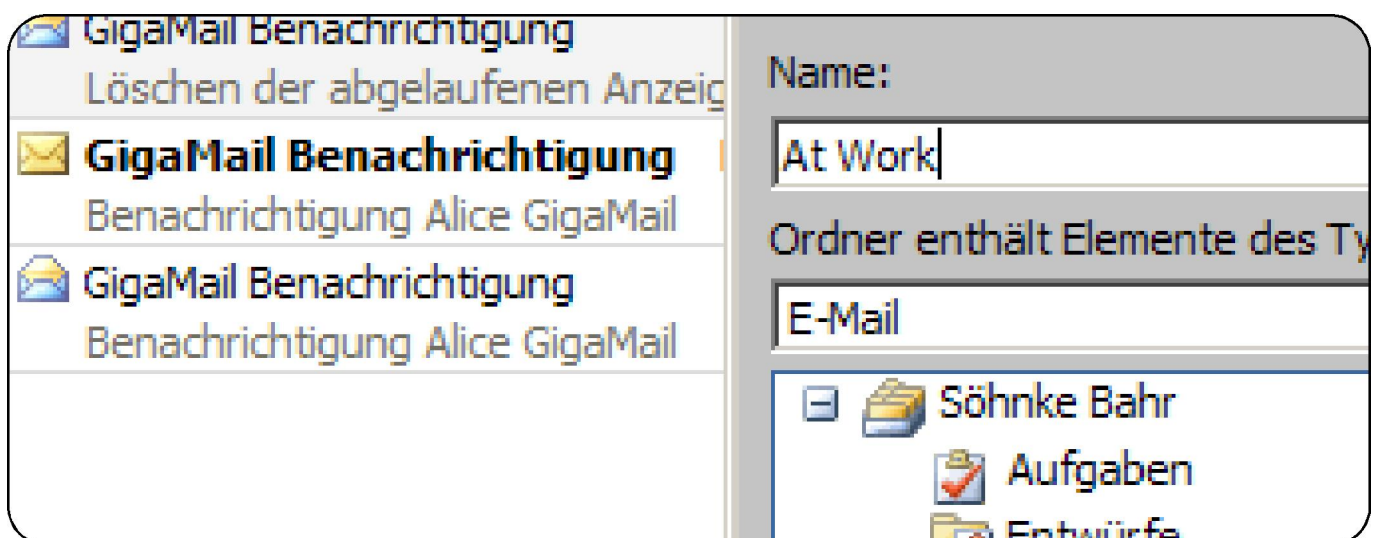 GigaMail Benachrichtigung
Löschen der abgelaufenen Anzeig
GigaMail Benachrichtigung
Benachrichtigung Alice GigaMail
GigaMail Benachrichtigung
Benachrichtigung Alice GigaMail
Name:
At Work
Ordner enthält Elemente des Ty
E-Mail
Söhnke Bahr
Aufgaben
Entwürfe